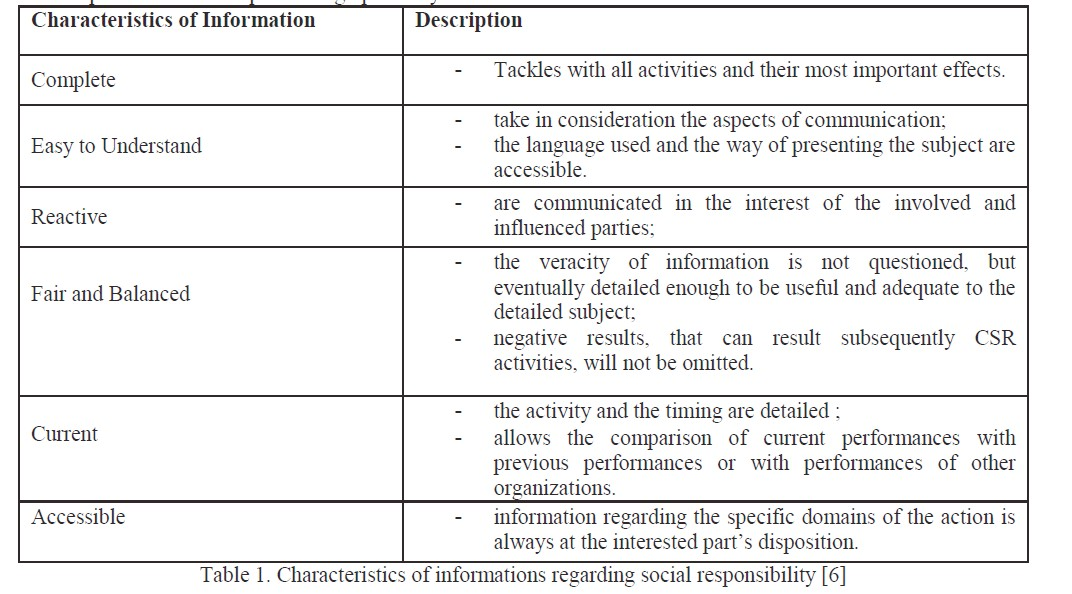 Characteristics of Information Description
Complete - Tackles with all activities and their most important effects.
Easy to Understand - take in consideration the aspects of communication;
- the language used and the way of presenting the subject are
accessible.
Reactive - are communicated in the interest of the involved and
influenced parties;
Fair and Balanced - the veracity of information is not questioned, but
eventually detailed enough to be useful and adequate to the
detailed subject;
- negative results, that can result subsequently CSR
activities, will not be omitted.
Current - the activity and the timing are detailed ;
- allows the comparison of current performances with
previous performances or with performances of other
organizations.
Accessible - information regarding the specific domains of the action is
always at the interested part's disposition.
Table 1. Characteristics of informations regarding social responsibility [6]